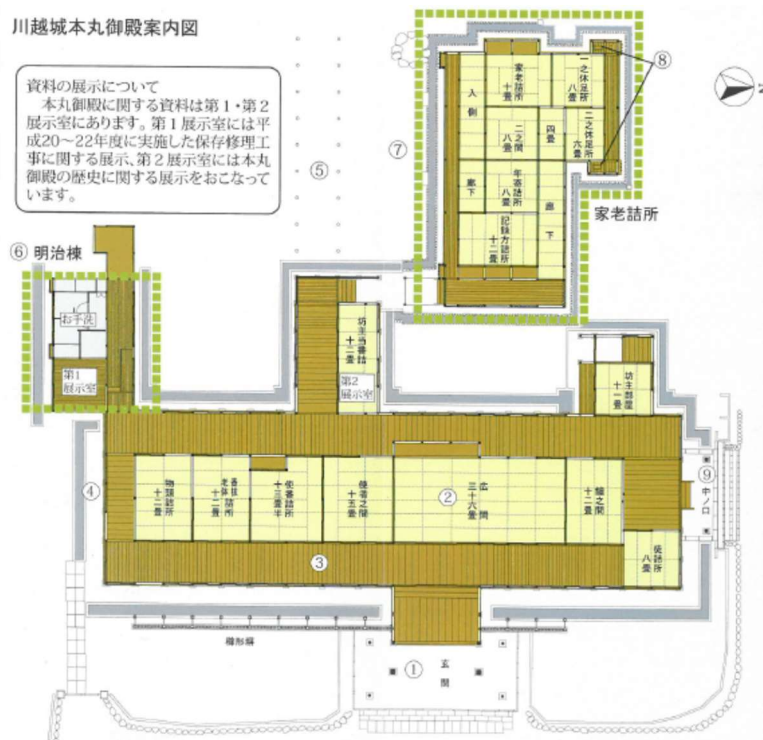 川越城本丸御殿案内図
資料の展示について
本丸御殿に関する資料は第1・第2
展示室にあります。第1展示室には平
成20～22年度に実施した保存修理工
事に関する展示、第2展示室には本丸
御殿の歴史に関する展示をおこなって
います。
⑤
⑦
⑧
家老詰所
十畳
一之休足所
八畳
入側
二之間
八畳
四畳
二之休足所
六畳
廊下
年寄詰所
八畳
廊下
記録方詰所
十二畳
家老詰所
⑥ 明治棟
お手洗
第1
展示室
坊主当番詰
十二畳
第2
展示室
坊主部屋
十一畳
④
物頭詰所
十二畳
番抜老体詰所
十二畳
使番詰所
十三畳半
使者之間
十五畳
②
広間
三十六畳
鑓之間
十二畳
⑨
中ノ口
③
徒詰所
八畳
櫛形塀
①
玄関